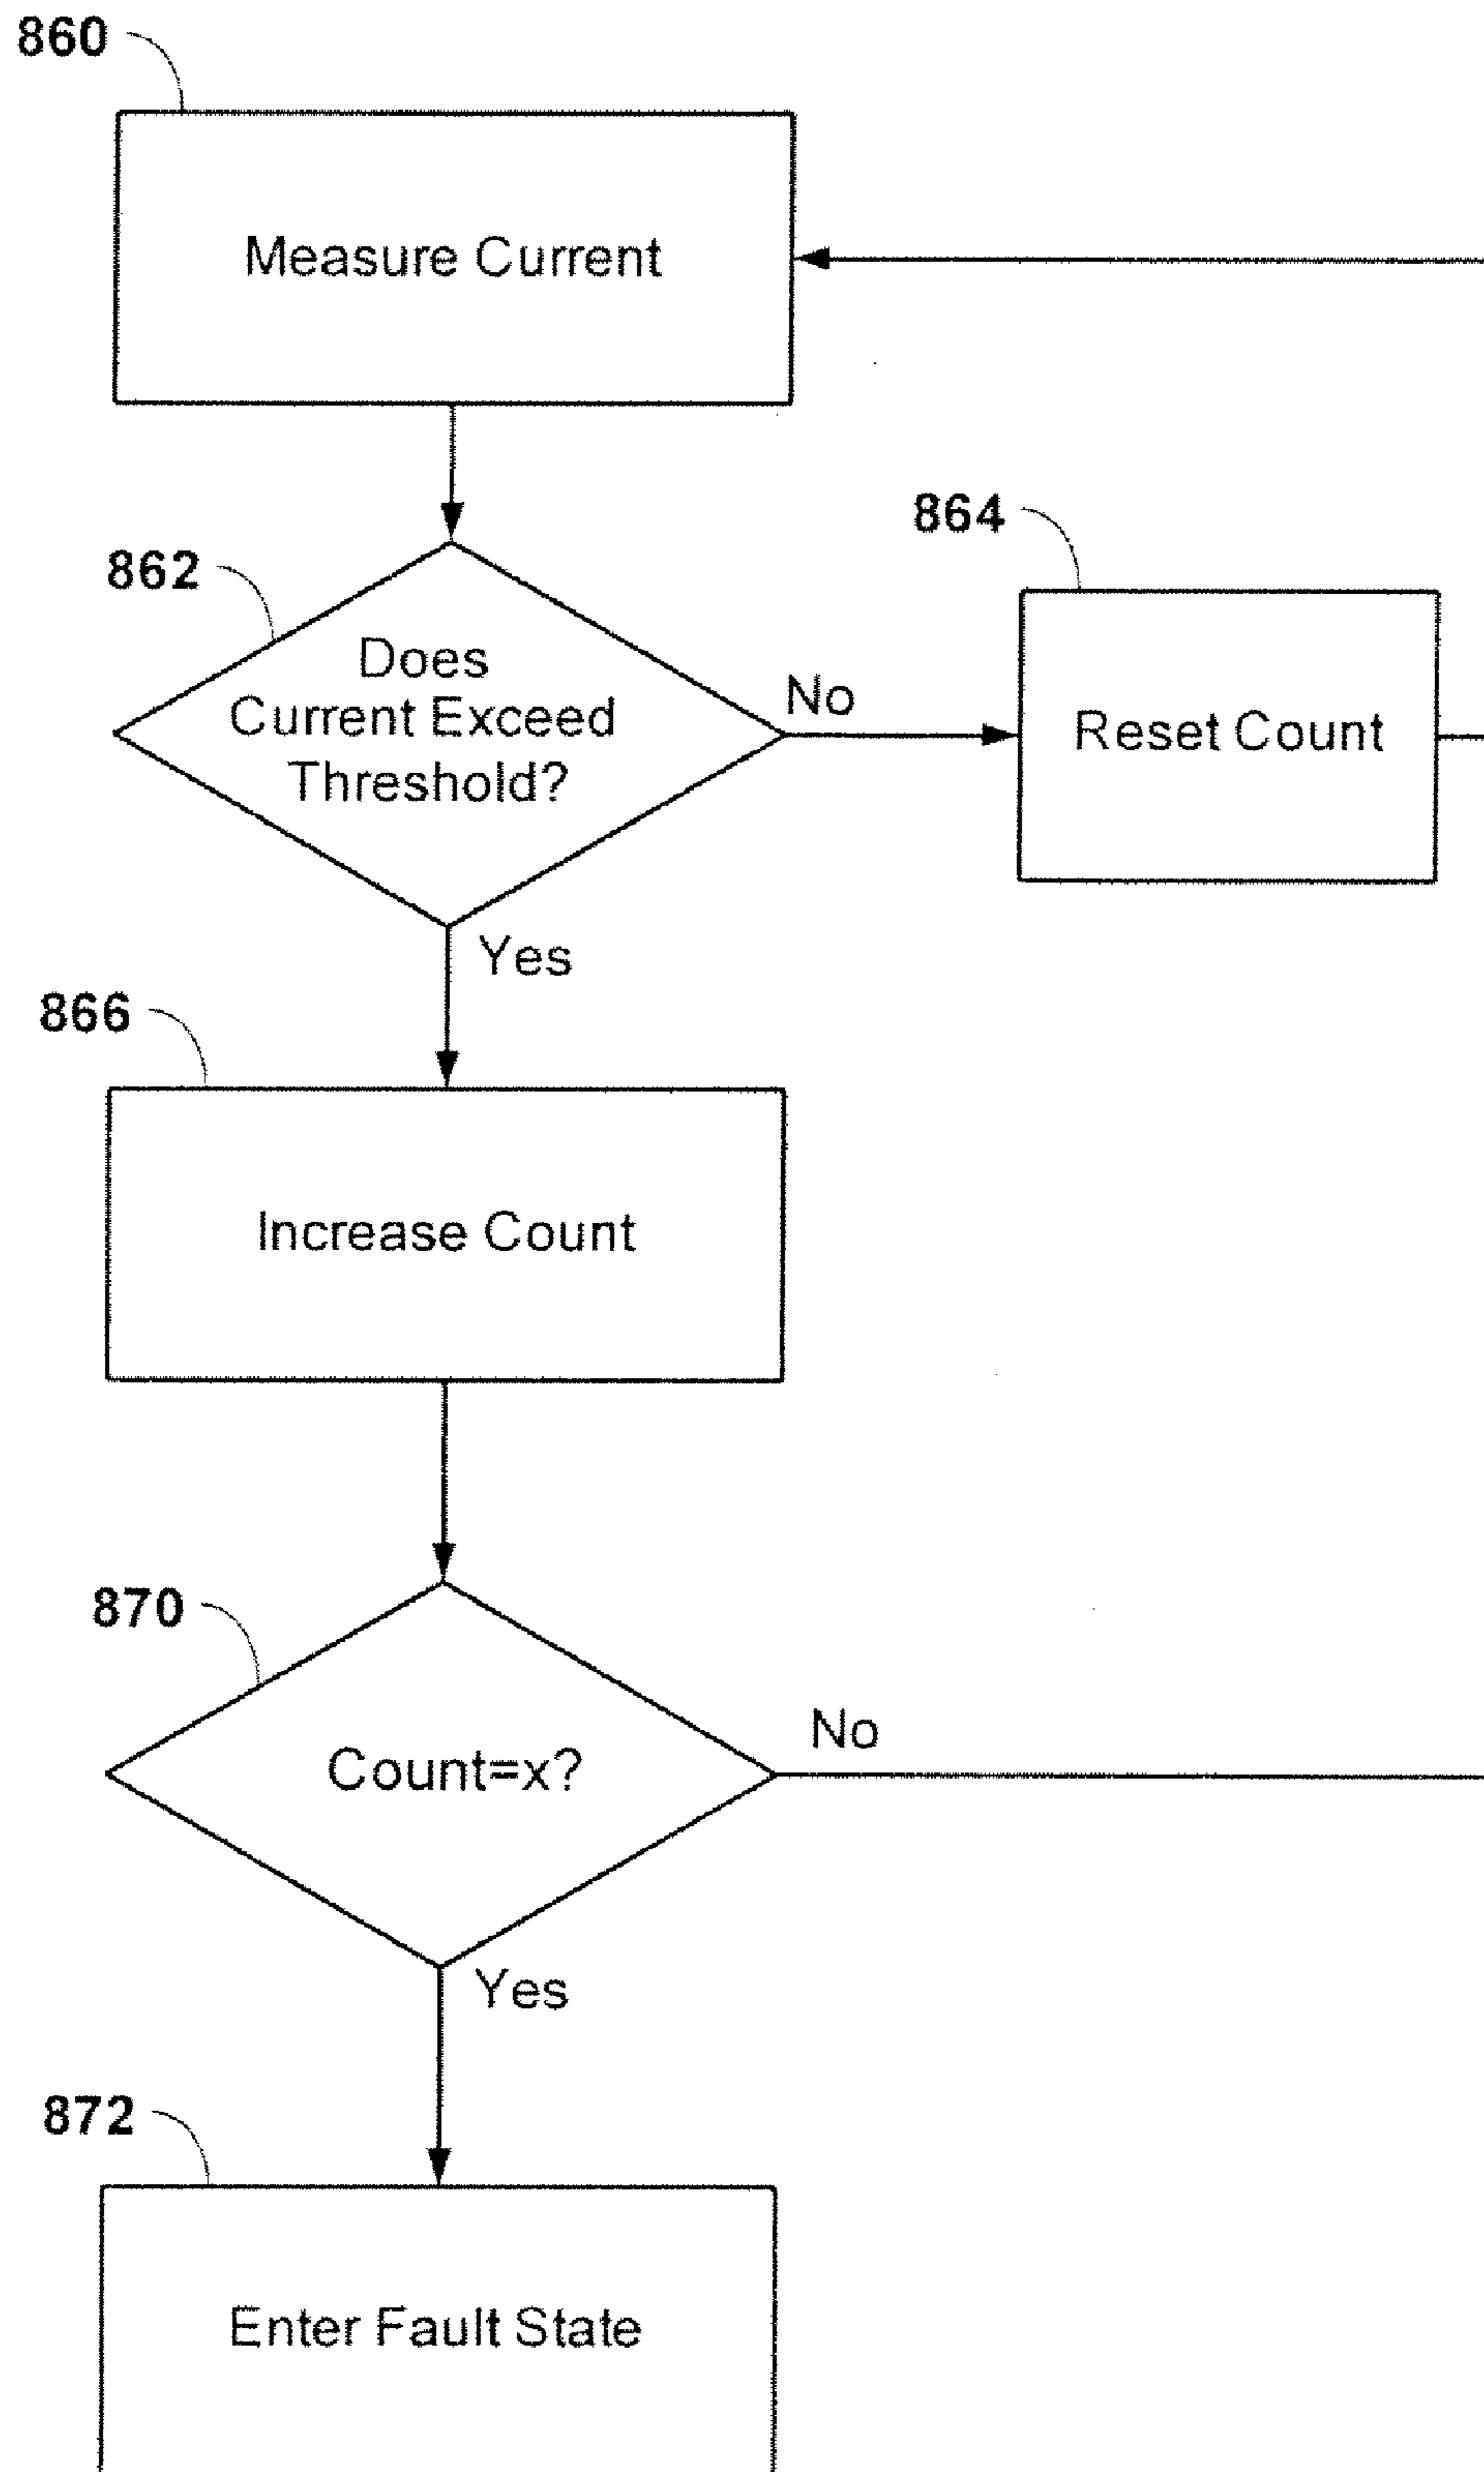 860
Measure Current
862
Does
Current Exceed
Threshold?
No
864
Reset Count
Yes
866
Increase Count
870
Count=x?
No
Yes
872
Enter Fault State